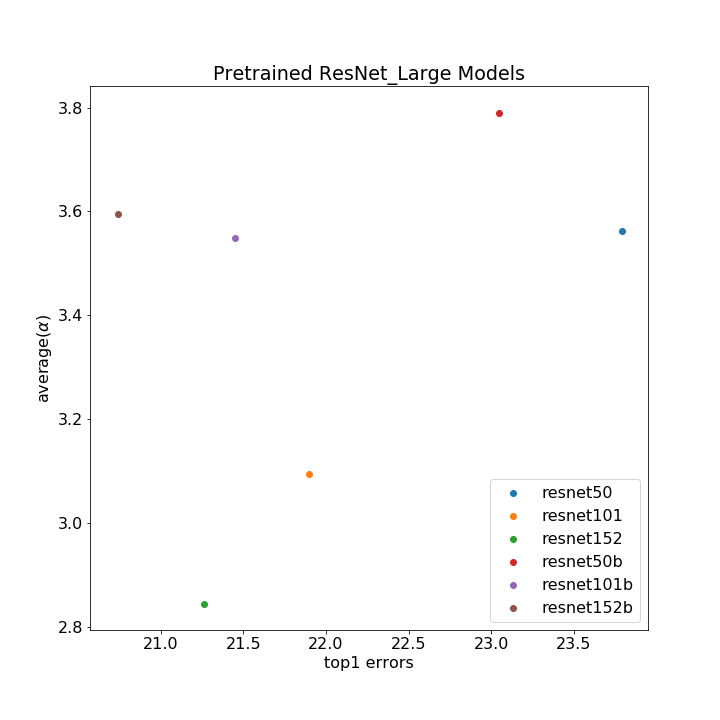 Pretrained ResNet_Large Models
3.8
3.6
3.4
3.2
3.0
2.8
average(α)
21.0 21.5 22.0 22.5 23.0 23.5
top1 errors
resnet50
resnet101
resnet152
resnet50b
resnet101b
resnet152b